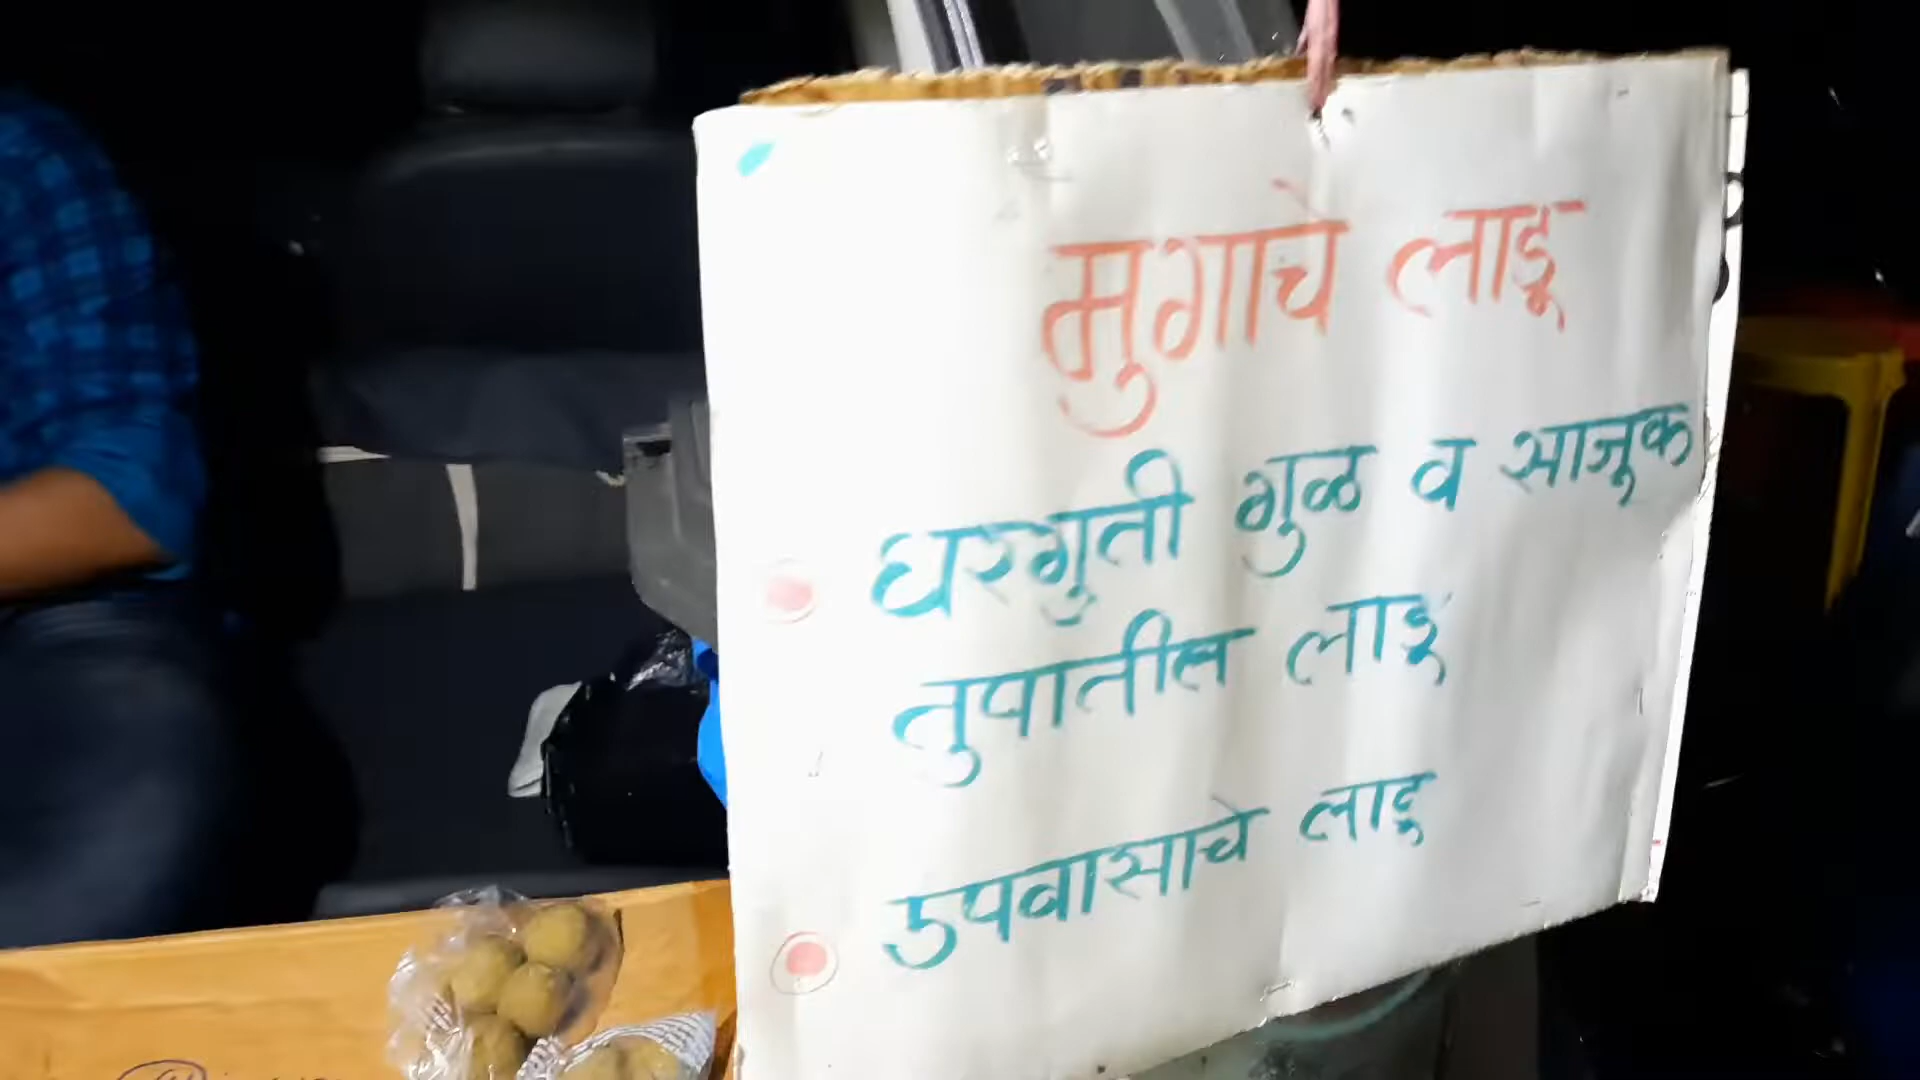 मुगाचे लाडू
घरगुती गुळ व साजूक
तुपातील लाडू
उपवासाचे लाडू